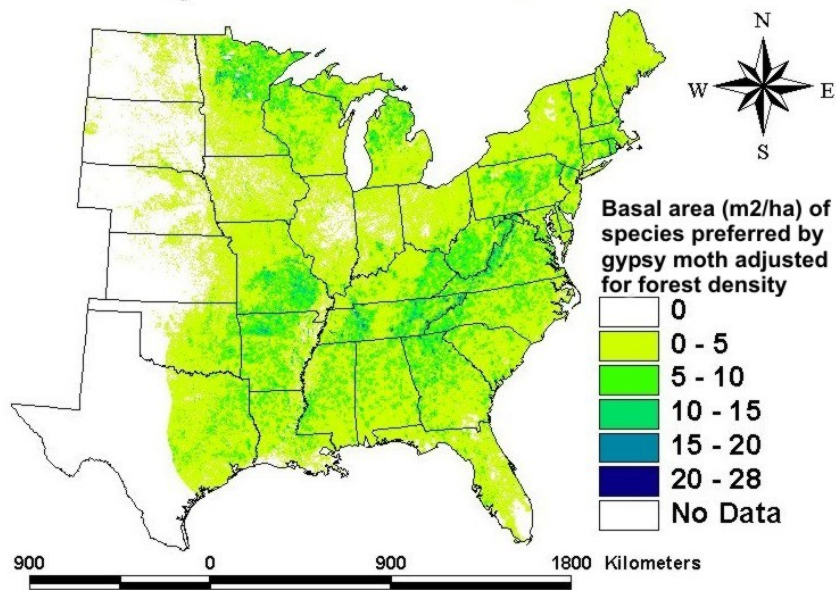 N
W E
S
Basal area (m2/ha) of
species preferred by
gypsy moth adjusted
for forest density
0
0 - 5
5 - 10
10 - 15
15 - 20
20 - 28
No Data
900 0 900 1800 Kilometers